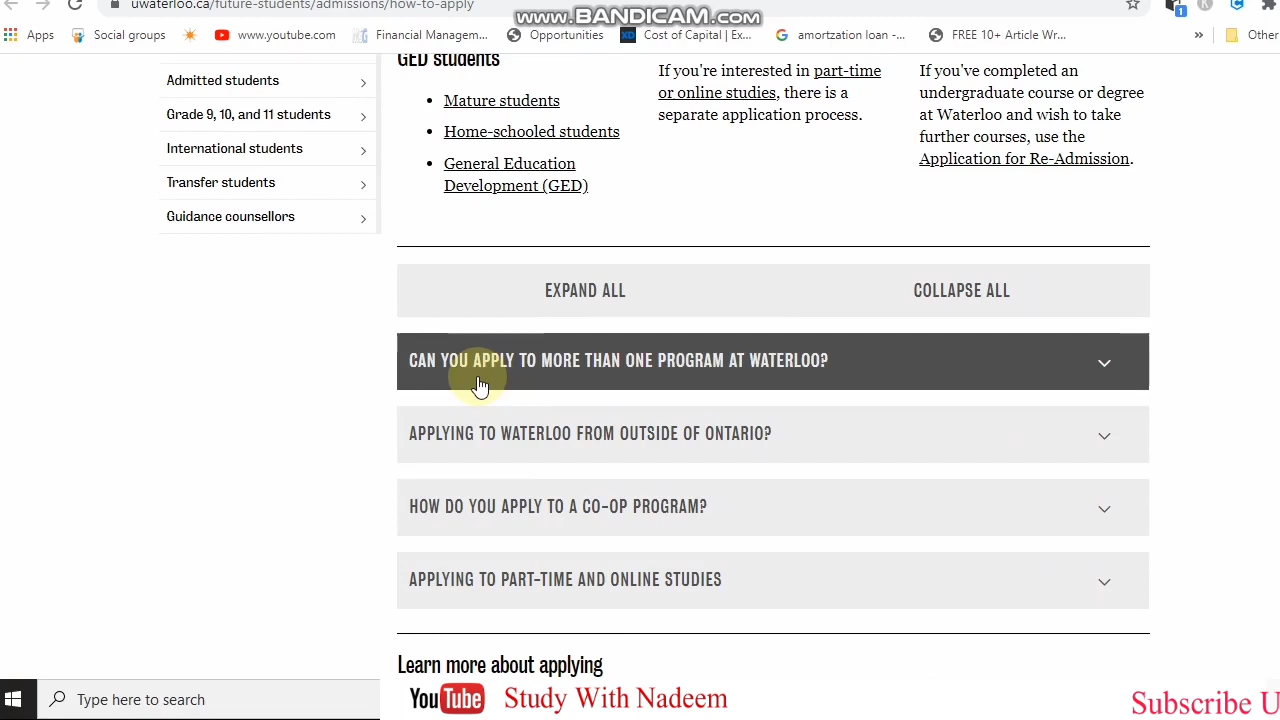 uwaterloo.ca/future-students/admissions/how-to-apply
www.BANDICAM.com
1
Apps
Social groups
www.youtube.com
Financial Managem...
Opportunities
XD
Cost of Capital | Ex...
amortzation loan -...
FREE 10+ Article Wr...
»
Other
GED students
Admitted students
Grade 9, 10, and 11 students
International students
Transfer students
Guidance counsellors
• Mature students
• Home-schooled students
• General Education
Development (GED)
If you're interested in part-time
or online studies, there is a
separate application process.
If you've completed an
undergraduate course or degree
at Waterloo and wish to take
further courses, use the
Application for Re-Admission.
EXPAND ALL
COLLAPSE ALL
CAN YOU APPLY TO MORE THAN ONE PROGRAM AT WATERLOO?
APPLYING TO WATERLOO FROM OUTSIDE OF ONTARIO?
HOW DO YOU APPLY TO A CO-OP PROGRAM?
APPLYING TO PART-TIME AND ONLINE STUDIES
Learn more about applying
Type here to search
YouTube
Study With Nadeem
Subscribe U